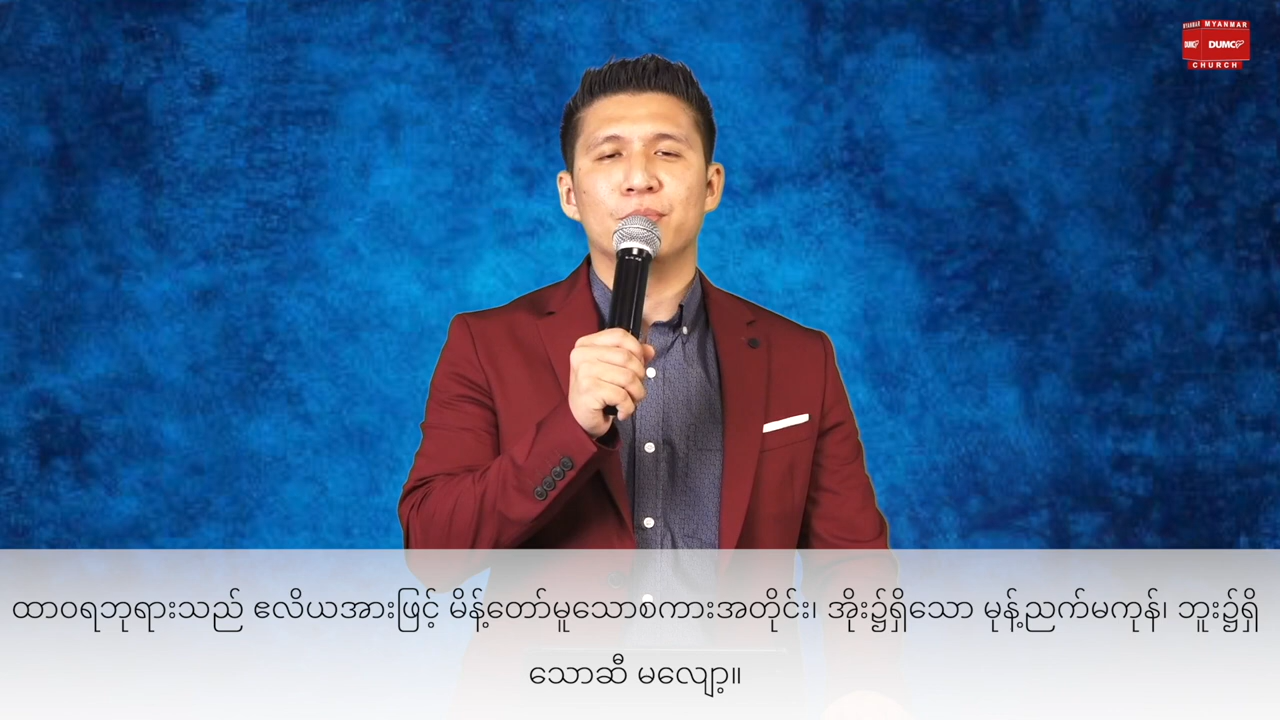 MYANMAR MYANMAR
DUMC DUMC
CHURCH
ထာဝရဘုရားသည် ဧလိယအားဖြင့် မိန့်တော်မူသောစကားအတိုင်း၊ အိုး၌ရှိသော မုန့်ညက်မကုန်၊ ဘူး၌ရှိ
သောဆီ မလျော့။